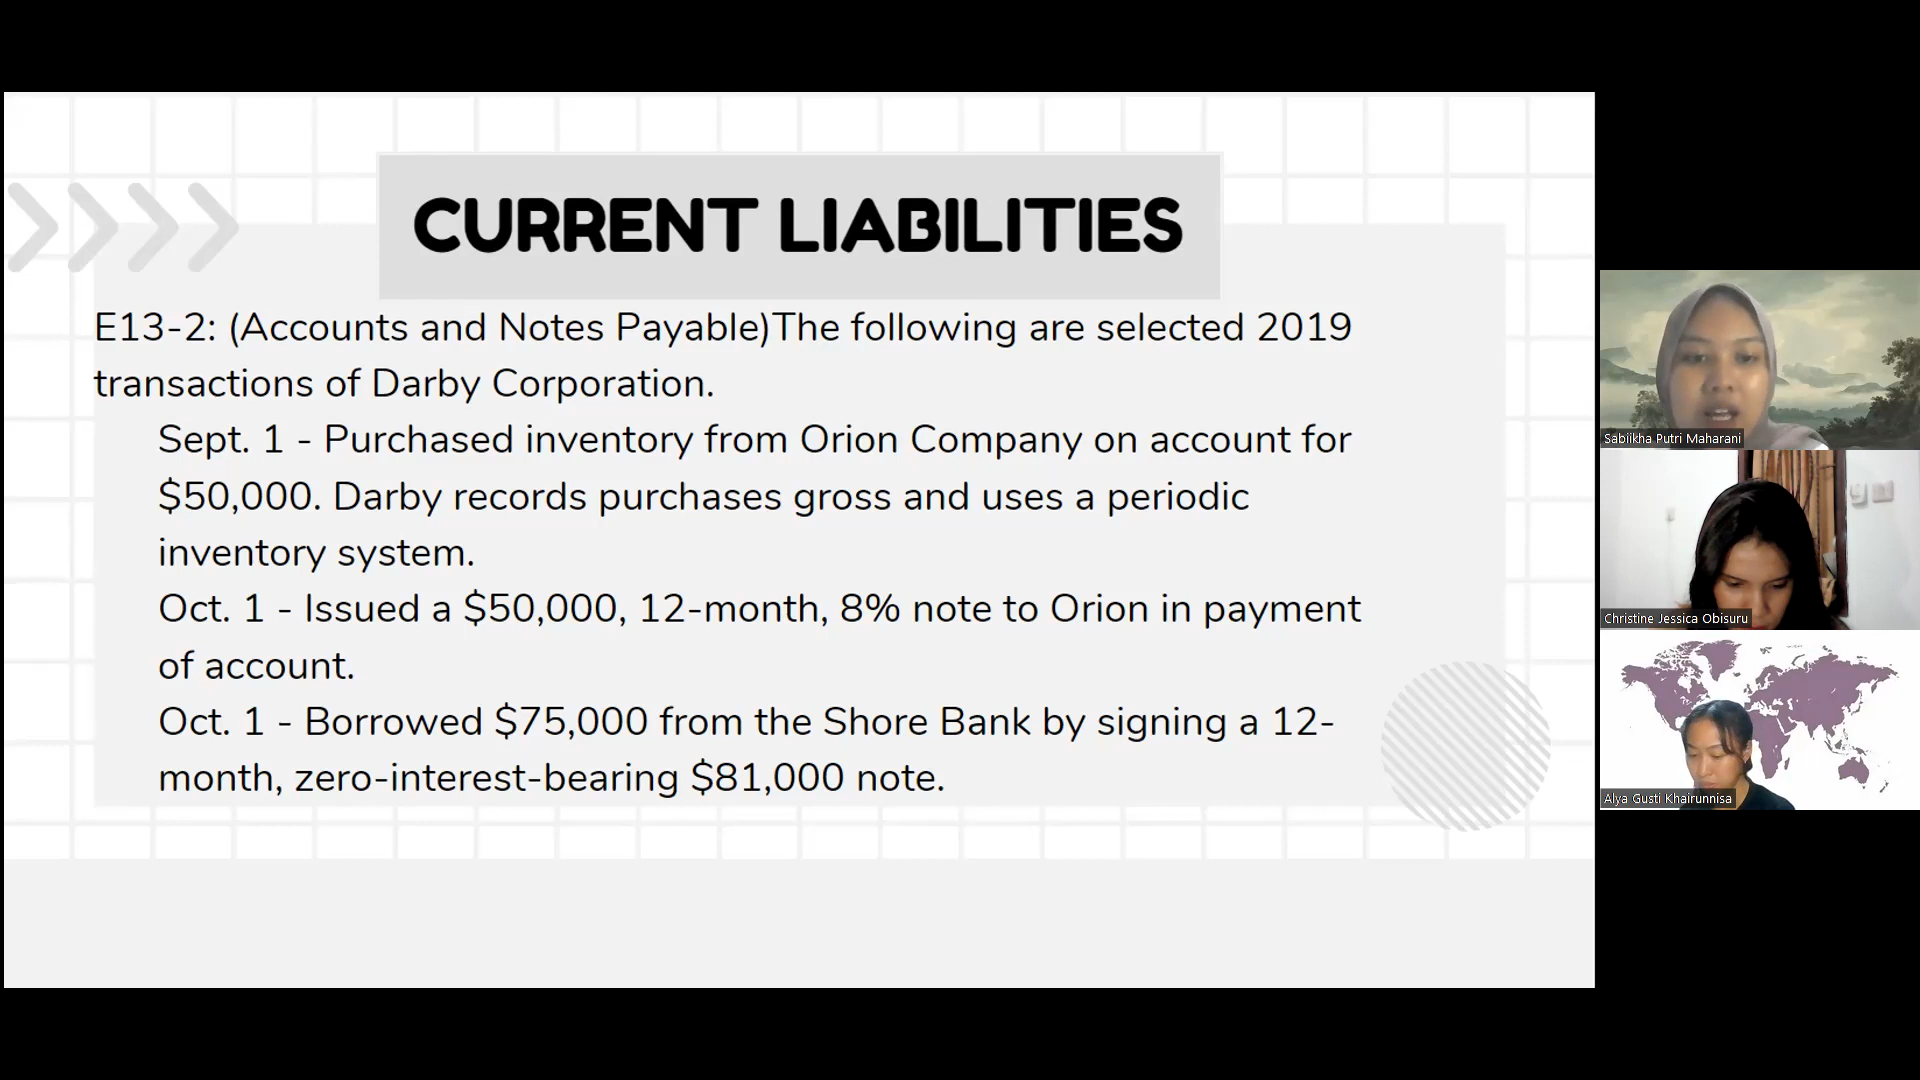 CURRENT LIABILITIES
E13-2: (Accounts and Notes Payable)The following are selected 2019
transactions of Darby Corporation.
Sept. 1 - Purchased inventory from Orion Company on account for
$50,000. Darby records purchases gross and uses a periodic
inventory system.
Oct. 1 - Issued a $50,000, 12-month, 8% note to Orion in payment
of account.
Oct. 1 - Borrowed $75,000 from the Shore Bank by signing a 12-
month, zero-interest-bearing $81,000 note.
Sabiikha Putri Maharani
Christine Jessica Obisuru
Alya Gusti Khairunnisa